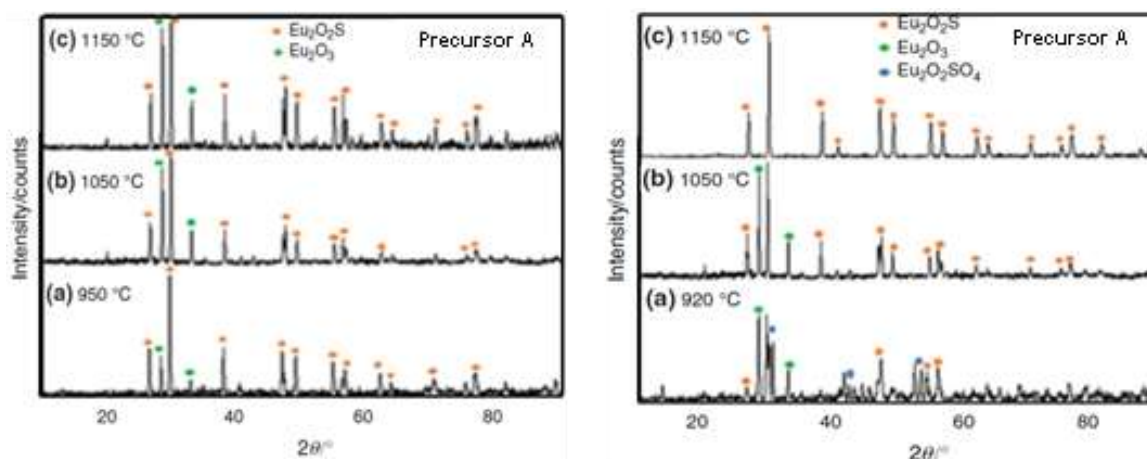 (c) 1150 °C
Eu₂O₂S
Eu₂O₃
Precursor A
(b) 1050 °C
(a) 950 °C
Intensity/counts
20 40 60 80
2θ/°
(c) 1150 °C
Eu₂O₂S
Eu₂O₃
Eu₂O₂SO₄
Precursor A
(b) 1050 °C
(a) 920 °C
Intensity/counts
20 40 60 80
2θ/°